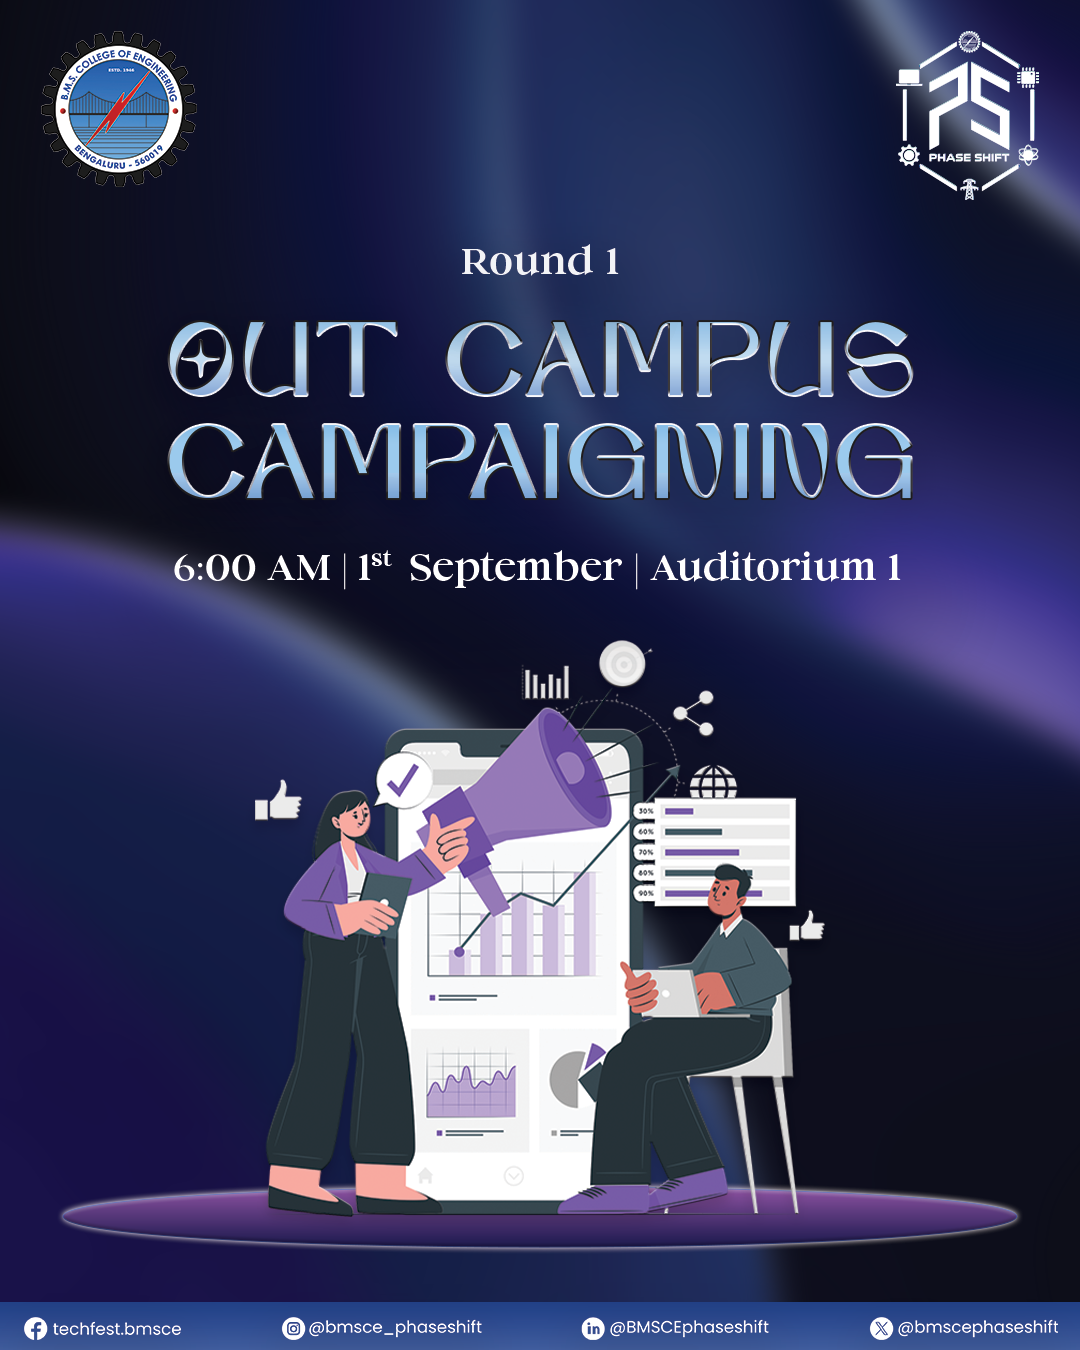 B.M.S. COLLEGE OF ENGINEERING
ESTD. 1946
BENGALURU - 560019
PS
PHASE SHIFT
Round 1
OUT CAMPUS
CAMPAIGNING
6:00 AM | 1st September | Auditorium 1
30%
60%
70%
80%
90%
techfest.bmsce
@bmsce_phaseshift
@BMSCEphaseshift
@bmscephaseshift